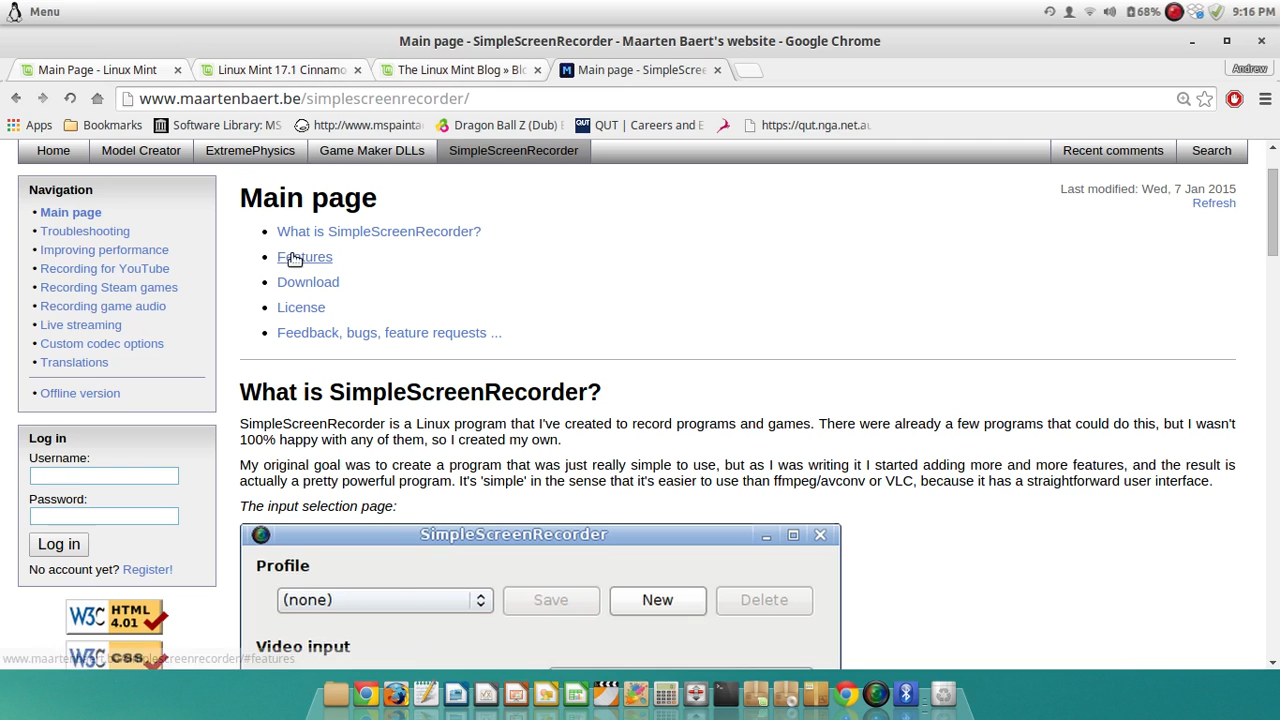 Menu
68%
9:16 PM
Main page - SimpleScreenRecorder - Maarten Baert's website - Google Chrome
Main Page - Linux Mint
Linux Mint 17.1 Cinnamo
The Linux Mint Blog » Blo
Main page - SimpleScree
Andrew
www.maartenbaert.be/simplescreenrecorder/
Apps
Bookmarks
Software Library: MS
http://www.mspainta
Dragon Ball Z (Dub)
QUT | Careers and E
https://qut.nga.net.au
Home
Model Creator
ExtremePhysics
Game Maker DLLs
SimpleScreenRecorder
Recent comments
Search
Navigation
• Main page
• Troubleshooting
• Improving performance
• Recording for YouTube
• Recording Steam games
• Recording game audio
• Live streaming
• Custom codec options
• Translations
• Offline version
Log in
Username:
Password:
Log in
No account yet? Register!
W3C HTML 4.01
W3C CSS
Main page
Last modified: Wed, 7 Jan 2015
Refresh
• What is SimpleScreenRecorder?
• Features
• Download
• License
• Feedback, bugs, feature requests ...
What is SimpleScreenRecorder?
SimpleScreenRecorder is a Linux program that I've created to record programs and games. There were already a few programs that could do this, but I wasn't
100% happy with any of them, so I created my own.
My original goal was to create a program that was just really simple to use, but as I was writing it I started adding more and more features, and the result is
actually a pretty powerful program. It's 'simple' in the sense that it's easier to use than ffmpeg/avconv or VLC, because it has a straightforward user interface.
The input selection page:
SimpleScreenRecorder
Profile
(none)
Save
New
Delete
Video input
www.maartenbaert.be/simplescreenrecorder/#features